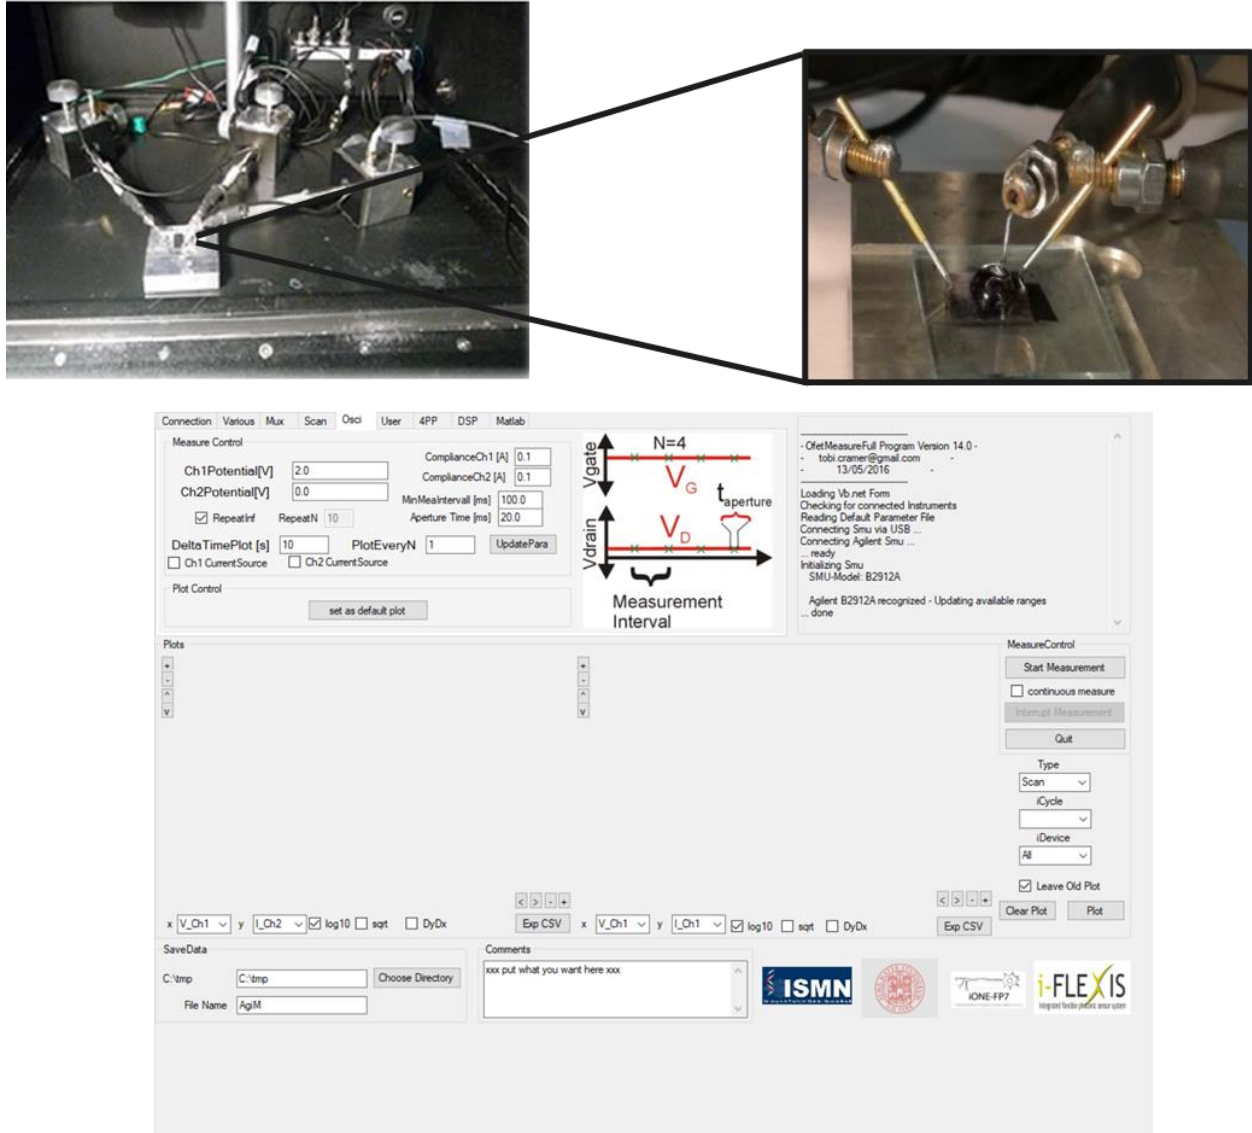 Connection Various Mux Scan Osci User 4PP DSP Matlab
Measure Control
Ch1Potential[V] 2.0
Ch2Potential[V] 0.0
RepeatInf RepeatN 10
DeltaTimePlot [s] 10 PlotEveryN 1
Ch1 CurrentSource Ch2 CurrentSource
ComplianceCh1 [A] 0.1
ComplianceCh2 [A] 0.1
MinMeaIntervall [ms] 100.0
Aperture Time [ms] 20.0
UpdatePara
Plot Control
set as default plot
N=4
Vgate
VG
taperture
Vdrain
VD
Measurement
Interval
- OfetMeasureFull Program Version 14.0 -
- tobi.cramer@gmail.com -
- 13/05/2016 -
Loading Vb.net Form
Checking for connected Instruments
Reading Default Parameter File
Connecting Smu via USB ...
Connecting Agilent Smu ...
... ready
Initialing Smu
SMU-Model: B2912A
Agilent B2912A recognized - Updating available ranges
... done
Plots
+
-
^
v
+
-
^
v
< > - +
< > - +
x V_Ch1 y I_Ch2 log10 sqrt DyDx Exp CSV
x V_Ch1 y I_Ch1 log10 sqrt DyDx Exp CSV
MeasureControl
Start Measurement
continuous measure
Interrupt Measurement
Quit
Type
Scan
iCycle
iDevice
All
Leave Old Plot
Clear Plot Plot
SaveData
C:\tmp C:\tmp Choose Directory
File Name AgiM
Comments
xxx put what you want here xxx
ISMN
iONE-FP7
i-FLEXIS
Integrated flexible photonic sensor system